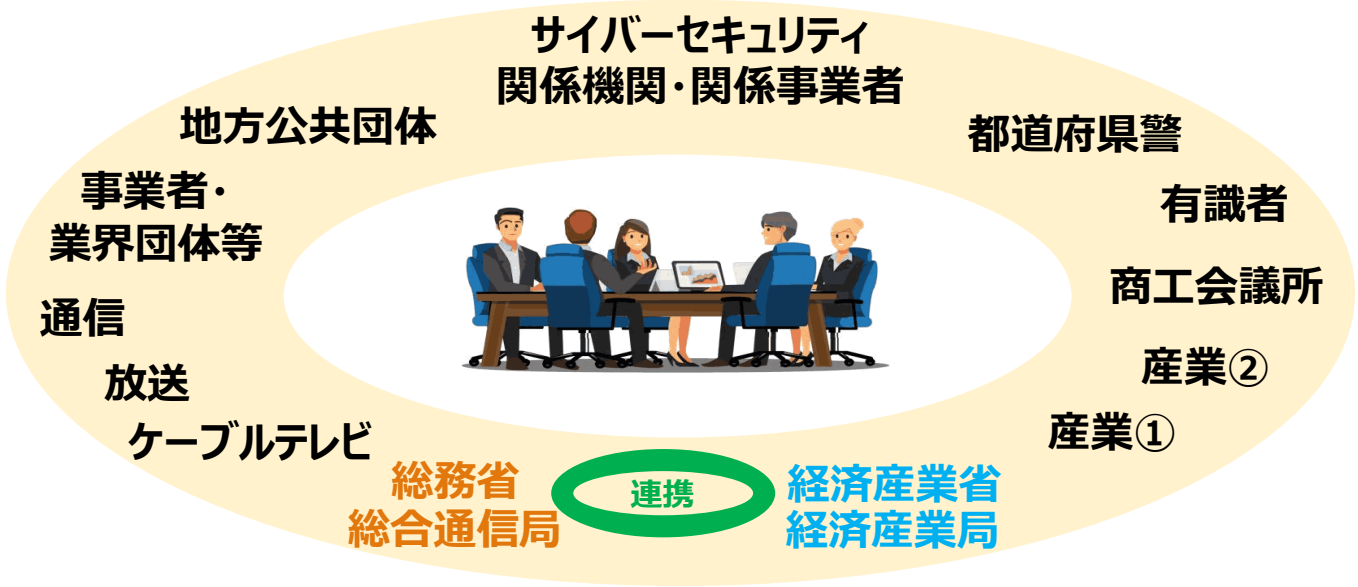 サイバーセキュリティ
関係機関・関係事業者
地方公共団体
都道府県警
事業者・
業界団体等
有識者
商工会議所
通信
産業②
放送
産業①
ケーブルテレビ
総務省
総合通信局
連携
経済産業省
経済産業局